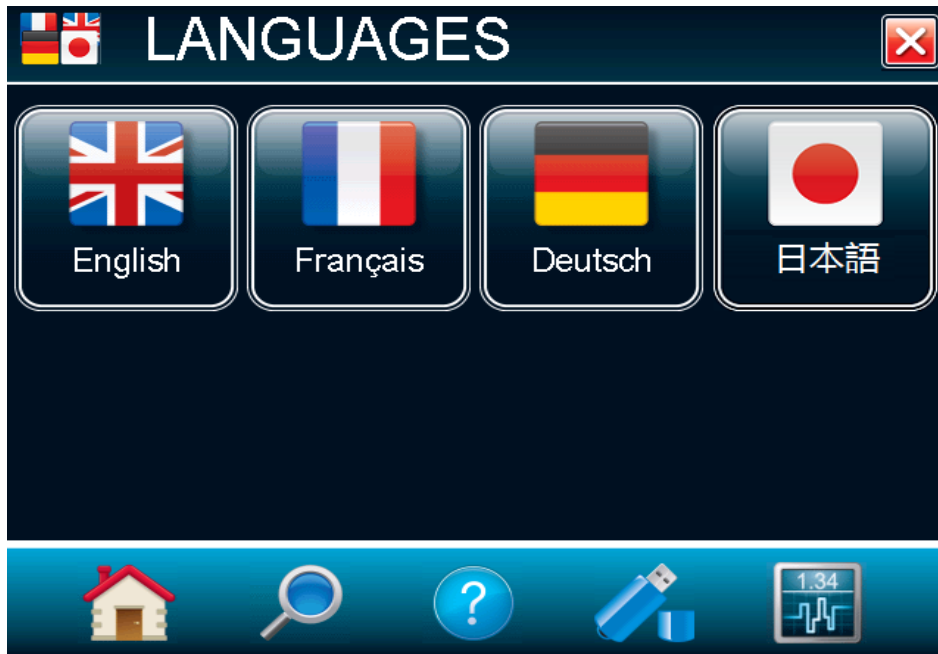 LANGUAGES
English
Français
Deutsch
日本語
?
1.34